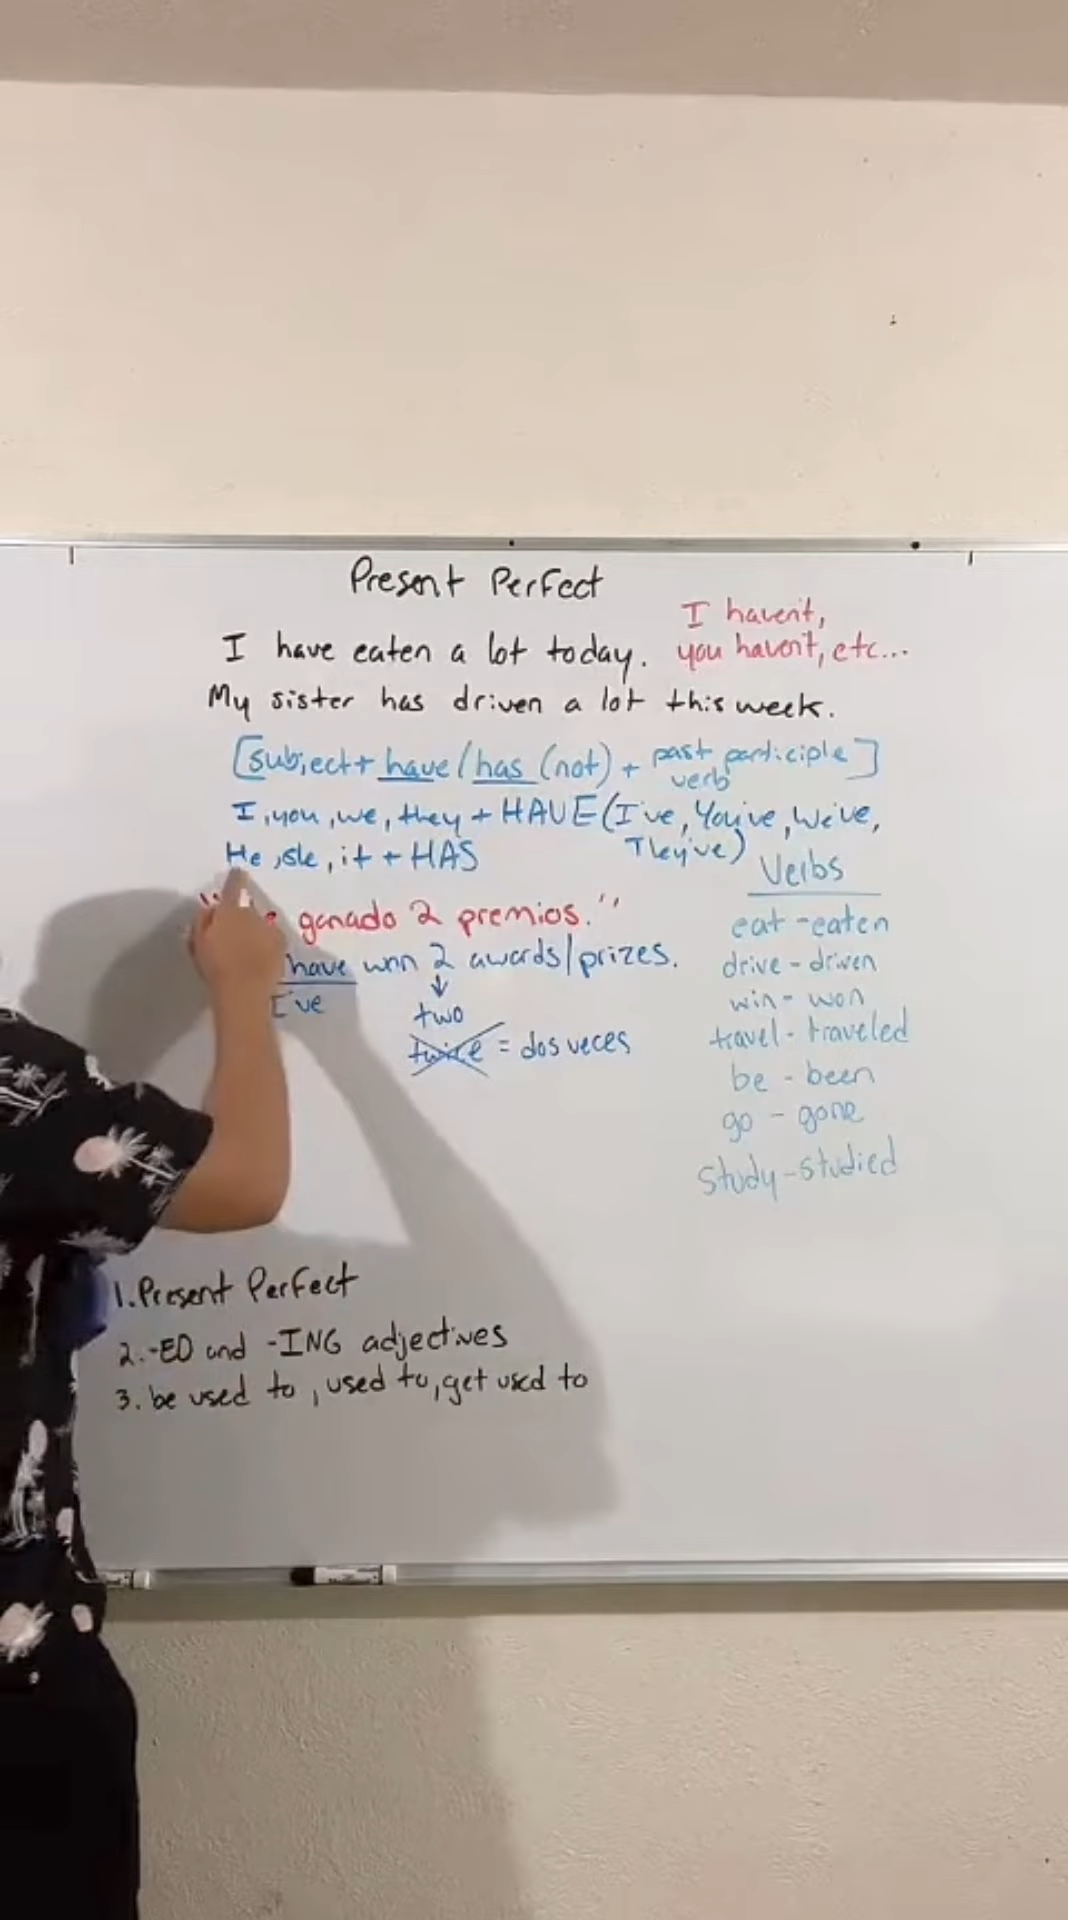 Present Perfect
I haven't,
I have eaten a lot today. you haven't, etc...
My sister has driven a lot this week.
[subject + have/has (not) + past participle]
verb
I, you, we, they + HAVE (I've, You've, We've,
They've)
He, she, it + HAS
Verbs
" ganado 2 premios."
eat - eaten
have won 2 awards/prizes.
drive - driven
I've
two
win - won
twice = dos veces
travel - traveled
be - been
go - gone
study - studied
1. Present Perfect
2. -ED and -ING adjectives
3. be used to, used to, get used to